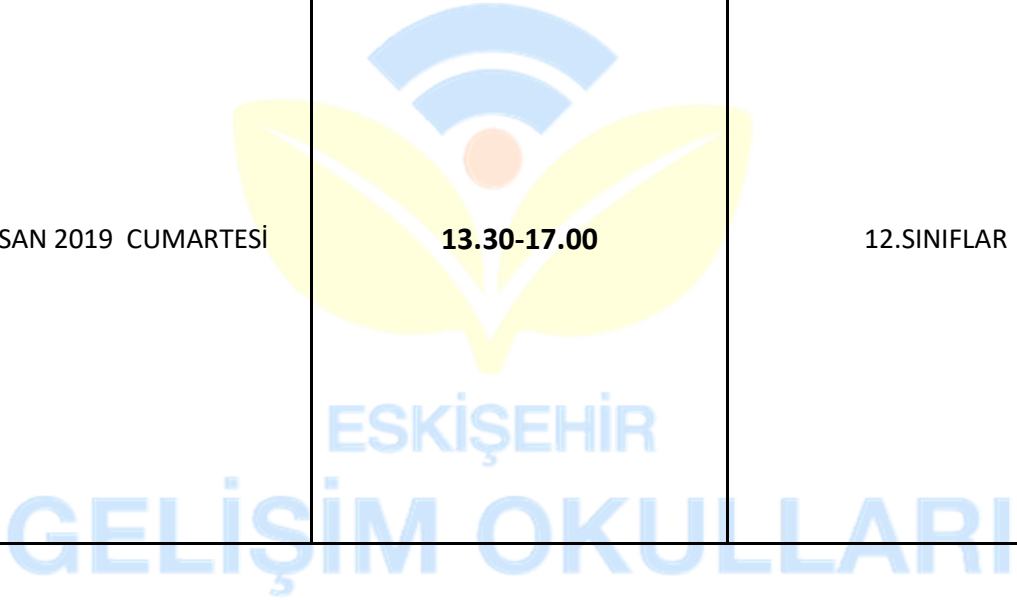 SAN 2019 CUMARTESİ
13.30-17.00
12.SINIFLAR
ESKİŞEHİR
GELİŞİM OKULLARI